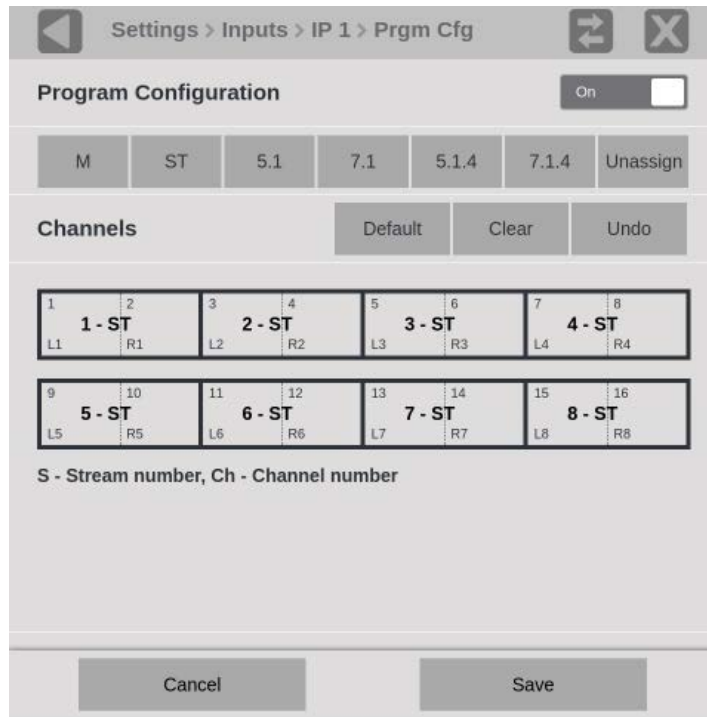 Settings > Inputs > IP 1 > Prgm Cfg
Program Configuration On
M ST 5.1 7.1 5.1.4 7.1.4 Unassign
Channels Default Clear Undo
1 2 3 4 5 6 7 8
1 - ST 2 - ST 3 - ST 4 - ST
L1 R1 L2 R2 L3 R3 L4 R4
9 10 11 12 13 14 15 16
5 - ST 6 - ST 7 - ST 8 - ST
L5 R5 L6 R6 L7 R7 L8 R8
S - Stream number, Ch - Channel number
Cancel Save